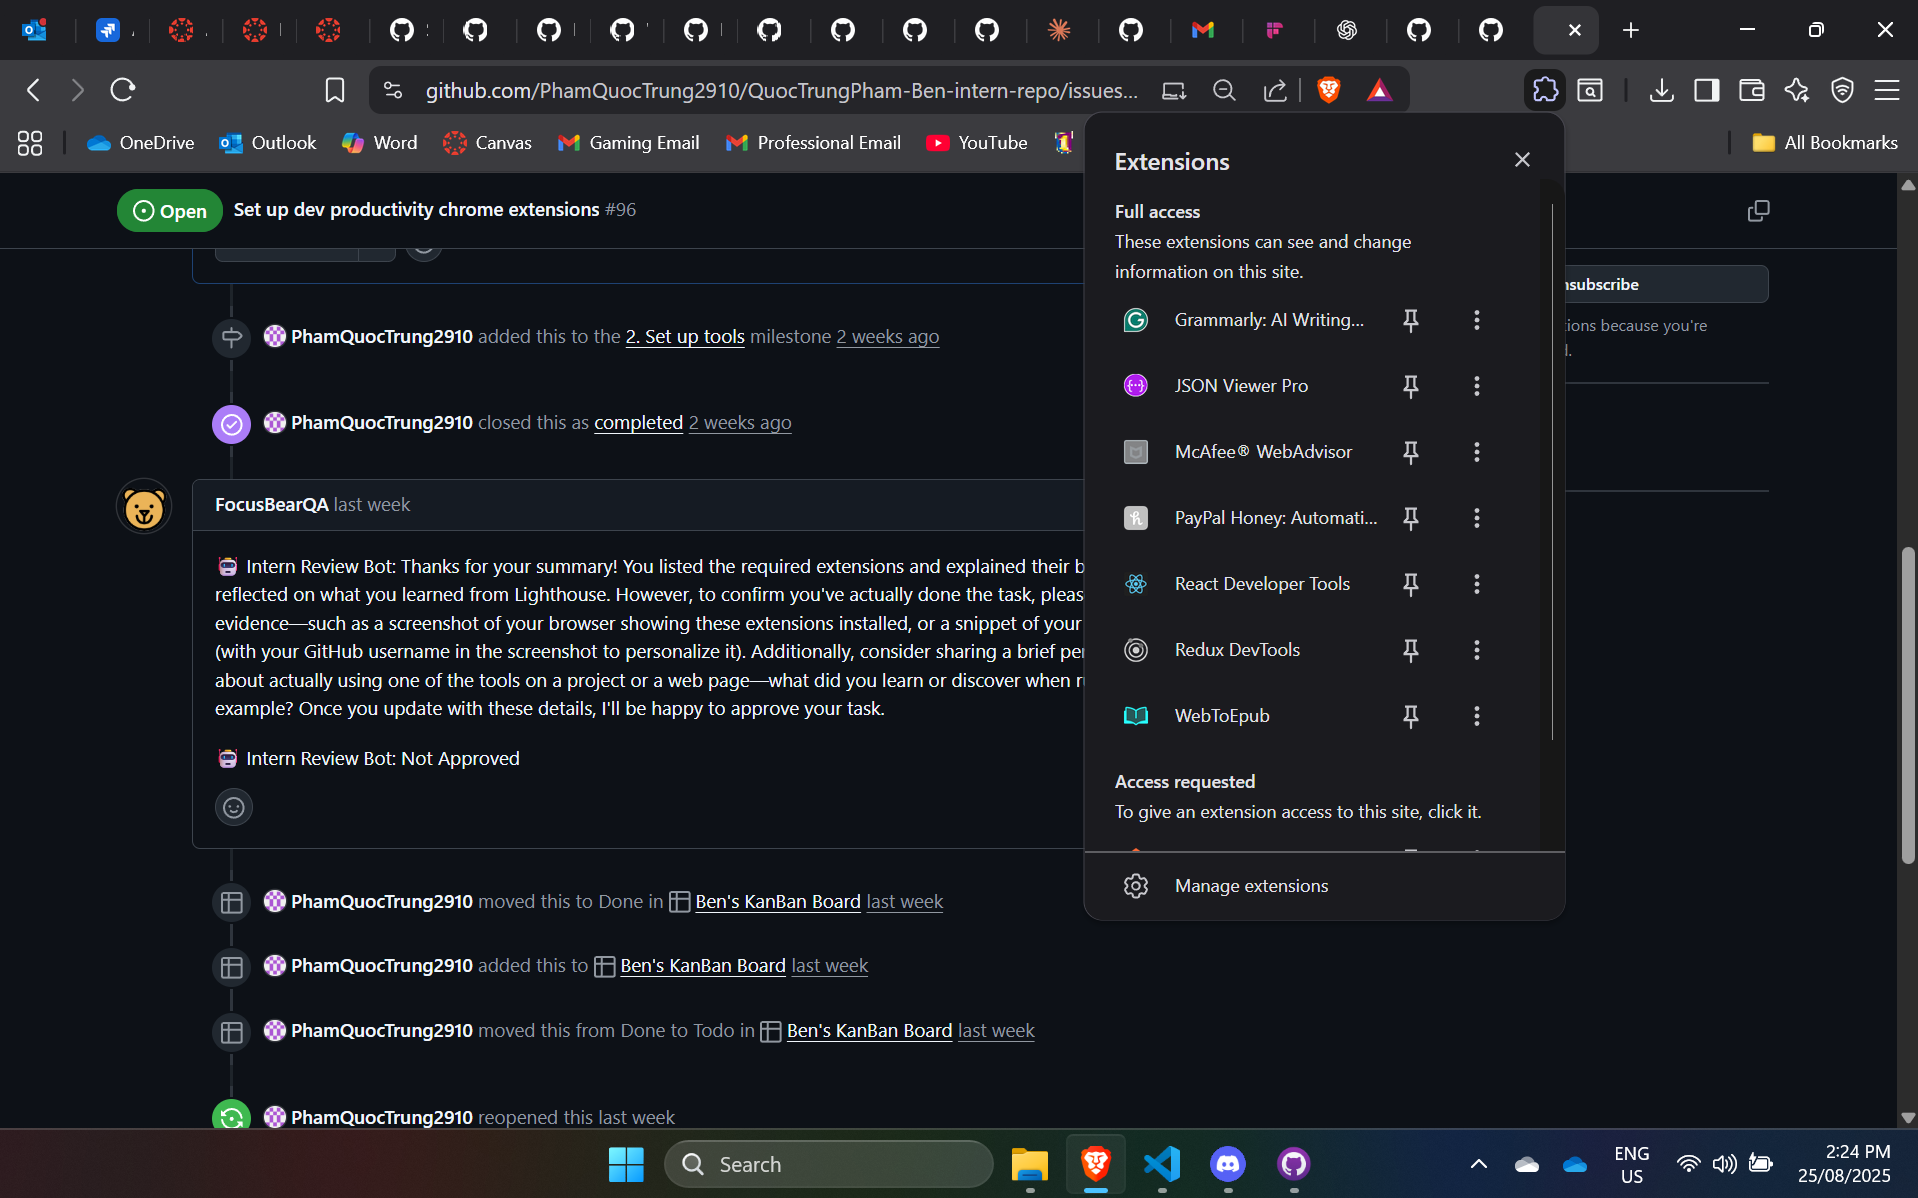 github.com/PhamQuocTrung2910/QuocTrungPham-Ben-intern-repo/issues...
OneDrive
Outlook
Word
Canvas
Gaming Email
Professional Email
YouTube
All Bookmarks
Open
Set up dev productivity chrome extensions #96
PhamQuocTrung2910 added this to the 2. Set up tools milestone 2 weeks ago
PhamQuocTrung2910 closed this as completed 2 weeks ago
FocusBearQA last week
Intern Review Bot: Thanks for your summary! You listed the required extensions and explained their b
reflected on what you learned from Lighthouse. However, to confirm you've actually done the task, pleas
evidence—such as a screenshot of your browser showing these extensions installed, or a snippet of your
(with your GitHub username in the screenshot to personalize it). Additionally, consider sharing a brief per
about actually using one of the tools on a project or a web page—what did you learn or discover when r
example? Once you update with these details, I'll be happy to approve your task.
Intern Review Bot: Not Approved
PhamQuocTrung2910 moved this to Done in Ben's KanBan Board last week
PhamQuocTrung2910 added this to Ben's KanBan Board last week
PhamQuocTrung2910 moved this from Done to Todo in Ben's KanBan Board last week
PhamQuocTrung2910 reopened this last week
Extensions
Full access
These extensions can see and change
information on this site.
Grammarly: AI Writing...
JSON Viewer Pro
McAfee® WebAdvisor
PayPal Honey: Automati...
React Developer Tools
Redux DevTools
WebToEpub
Access requested
To give an extension access to this site, click it.
Manage extensions
nsubscribe
ions because you're
d.
Search
ENG
US
2:24 PM
25/08/2025